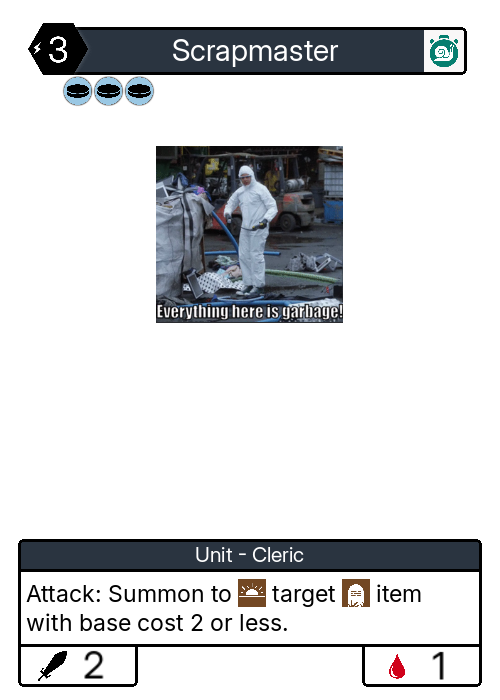 3
Scrapmaster
Everything here is garbage!
Unit - Cleric
Attack: Summon to target item
with base cost 2 or less.
2
1